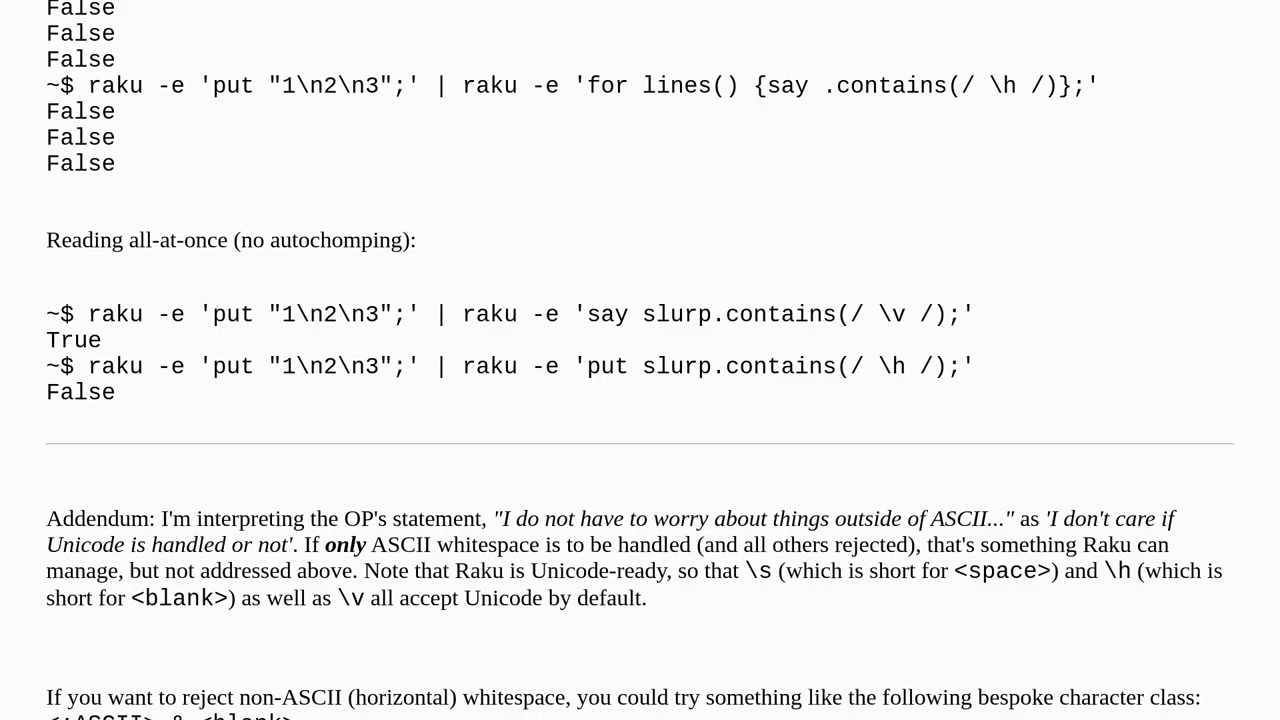 False
False
False
~$ raku -e 'put "1\n2\n3";' | raku -e 'for lines() {say .contains(/ \h /)};'
False
False
False
Reading all-at-once (no autochomping):
~$ raku -e 'put "1\n2\n3";' | raku -e 'say slurp.contains(/ \v /);'
True
~$ raku -e 'put "1\n2\n3";' | raku -e 'put slurp.contains(/ \h /);'
False
Addendum: I'm interpreting the OP's statement, "I do not have to worry about things outside of ASCII..." as 'I don't care if
Unicode is handled or not'. If only ASCII whitespace is to be handled (and all others rejected), that's something Raku can
manage, but not addressed above. Note that Raku is Unicode-ready, so that \s (which is short for <space>) and \h (which is
short for <blank>) as well as \v all accept Unicode by default.
If you want to reject non-ASCII (horizontal) whitespace, you could try something like the following bespoke character class:
<:ASCII> & <blank>